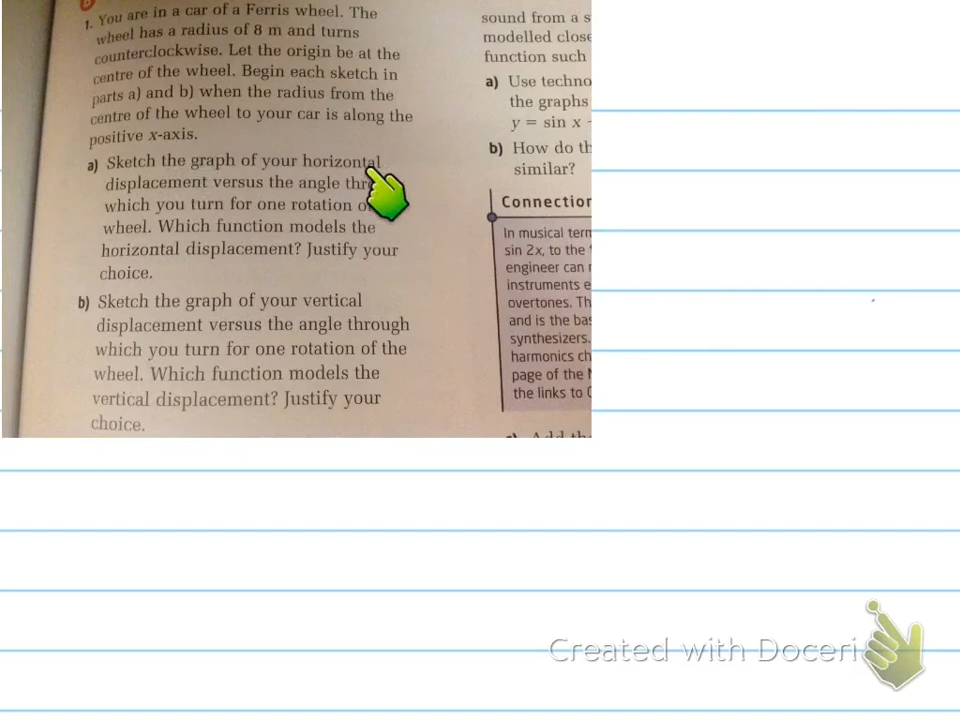 1. You are in a car of a Ferris wheel. The
wheel has a radius of 8 m and turns
counterclockwise. Let the origin be at the
centre of the wheel. Begin each sketch in
parts a) and b) when the radius from the
centre of the wheel to your car is along the
positive x-axis.
a) Sketch the graph of your horizontal
displacement versus the angle
which you turn for one rotation
wheel. Which function models the
horizontal displacement? Justify your
choice.
b) Sketch the graph of your vertical
displacement versus the angle through
which you turn for one rotation of the
wheel. Which function models the
vertical displacement? Justify your
choice.
sound from a s
modelled close
function such
a) Use techno
the graphs
y = sin x
b) How do th
similar?
Connection
In musical term
sin 2x, to the
engineer can
instruments e
overtones. Th
and is the bas
synthesizers.
harmonics ch
page of the
the links to
Add the
Created with Doceri